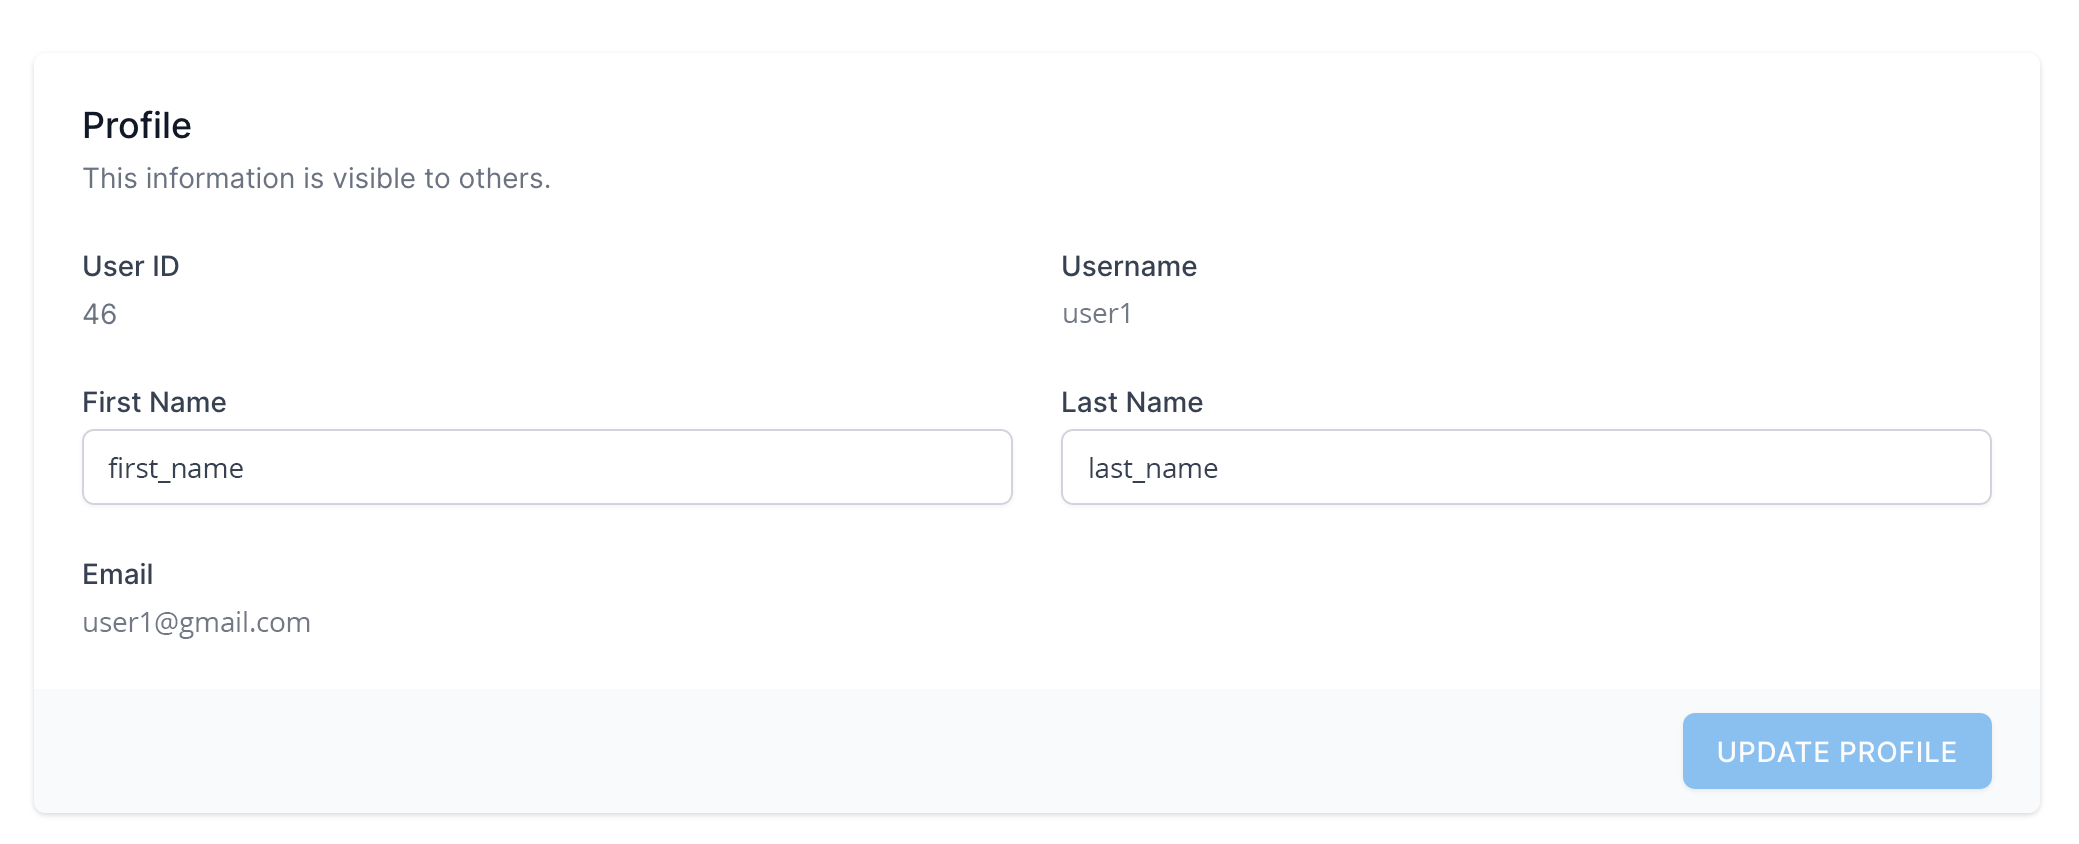 Profile
This information is visible to others.
User ID
46
Username
user1
First Name
first_name
Last Name
last_name
Email
user1@gmail.com
UPDATE PROFILE